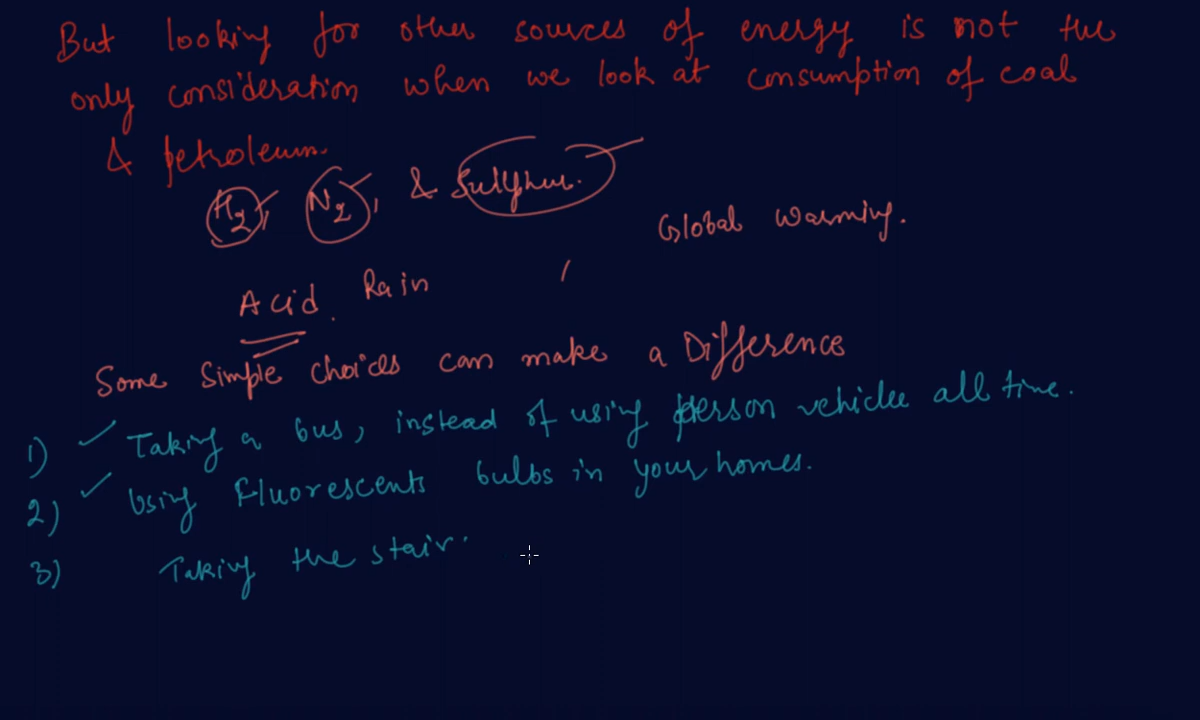 But looking for other sources of energy is not the
only consideration when we look at consumption of coal
& petroleum.
H2, N2, & Sulphur.
Global Warming.
Acid Rain
Some Simple choices can make a Difference
1) Taking a bus, instead of using person vehicle all time.
2) Using Fluorescents bulbs in your homes.
3) Taking the stair.